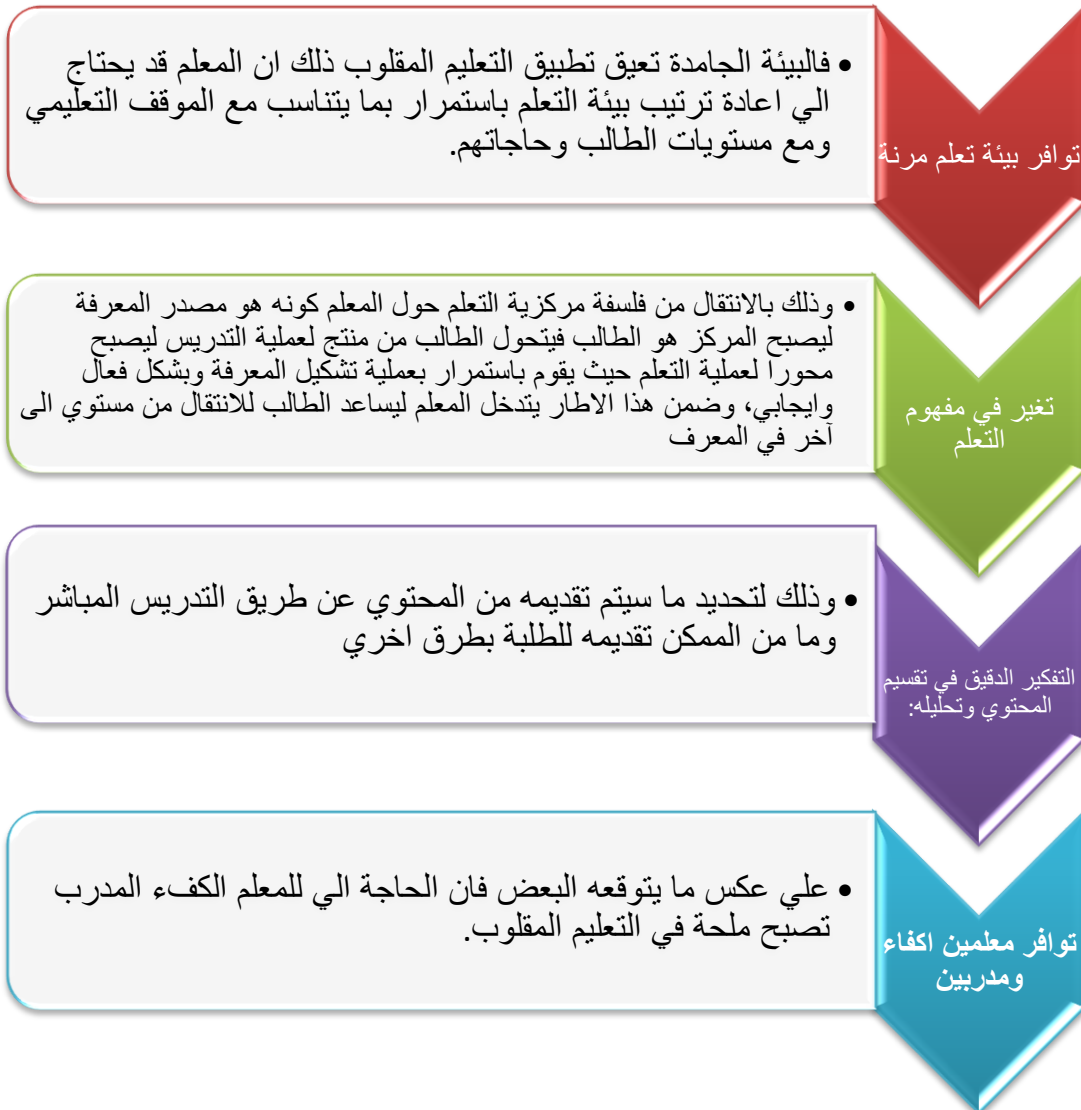 توافر بيئة تعلم مرنة
• فالبيئة الجامدة تعيق تطبيق التعليم المقلوب ذلك ان المعلم قد يحتاج
الي اعادة ترتيب بيئة التعلم باستمرار بما يتناسب مع الموقف التعليمي
ومع مستويات الطالب وحاجاتهم.
تغير في مفهوم
التعلم
• وذلك بالانتقال من فلسفة مركزية التعلم حول المعلم كونه هو مصدر المعرفة
ليصبح المركز هو الطالب فيتحول الطالب من منتج لعملية التدريس ليصبح
محورا لعملية التعلم حيث يقوم باستمرار بعملية تشكيل المعرفة وبشكل فعال
وايجابي، وضمن هذا الاطار يتدخل المعلم ليساعد الطالب للانتقال من مستوي الى
آخر في المعرف
التفكير الدقيق في تقسيم
المحتوي وتحليله:
• وذلك لتحديد ما سيتم تقديمه من المحتوي عن طريق التدريس المباشر
وما من الممكن تقديمه للطلبة بطرق اخري
توافر معلمين اكفاء
ومدربين
• علي عكس ما يتوقعه البعض فان الحاجة الي للمعلم الكفء المدرب
تصبح ملحة في التعليم المقلوب.